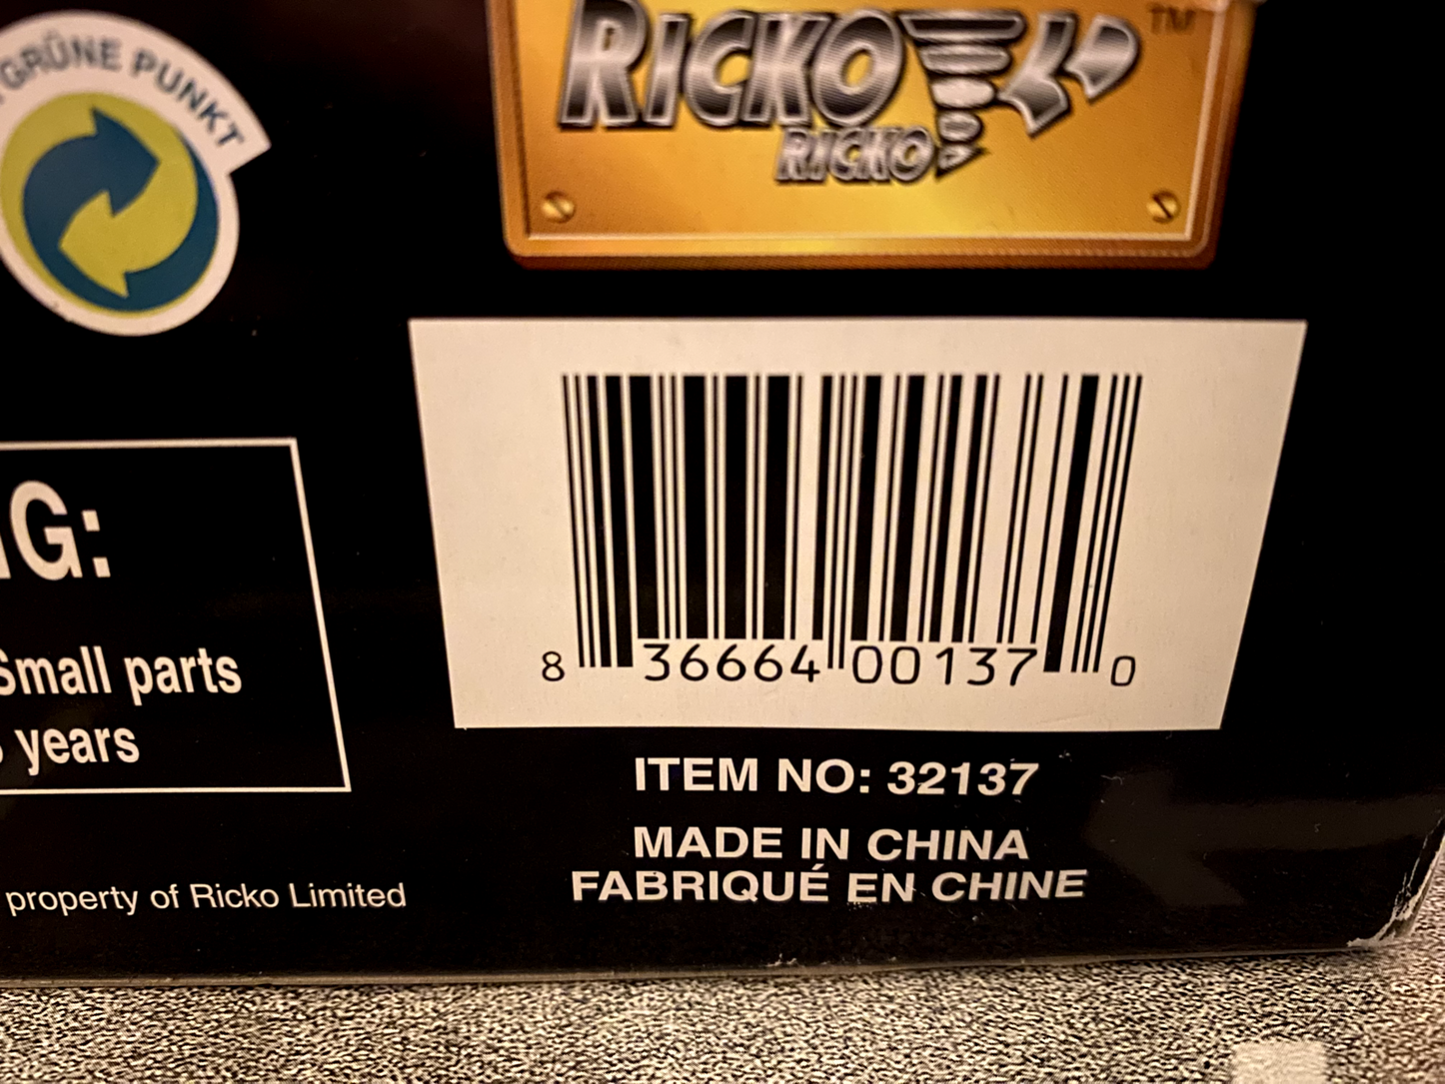 GRÜNE PUNKT
RICKO
TM
RICKO
G:
Small parts
years
property of Ricko Limited
8 36664 00137 0
ITEM NO: 32137
MADE IN CHINA
FABRIQUÉ EN CHINE